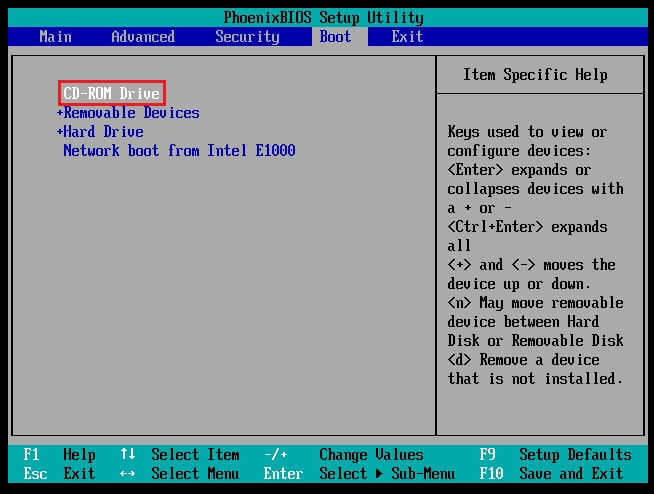 PhoenixBIOS Setup Utility
Main Advanced Security Boot Exit
CD-ROM Drive
+Removable Devices
+Hard Drive
Network boot from Intel E1000
Item Specific Help
Keys used to view or
configure devices:
<Enter> expands or
collapses devices with
a + or -
<Ctrl+Enter> expands
all
<+> and <-> moves the
device up or down.
<n> May move removable
device between Hard
Disk or Removable Disk
<d> Remove a device
that is not installed.
F1 Help ↑↓ Select Item -/+ Change Values F9 Setup Defaults
Esc Exit ↔ Select Menu Enter Select ▶ Sub-Menu F10 Save and Exit